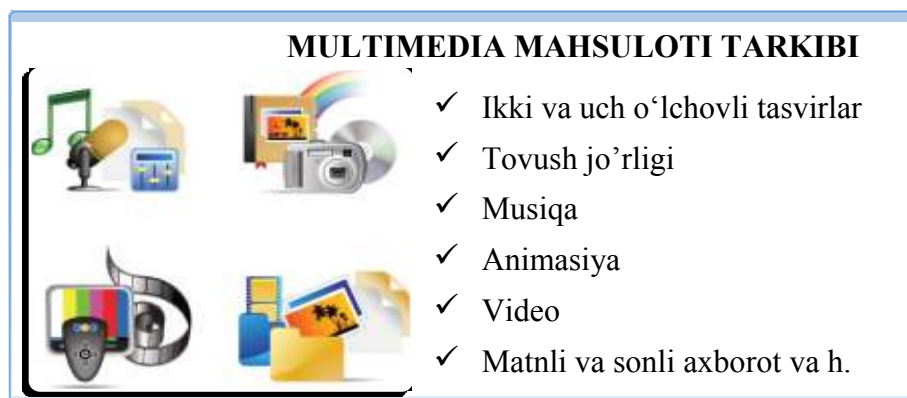 MULTIMEDIA MAHSULOTI TARKIBI
✓ Ikki va uch o‘lchovli tasvirlar
✓ Tovush jo’rligi
✓ Musiqa
✓ Animasiya
✓ Video
✓ Matnli va sonli axborot va h.